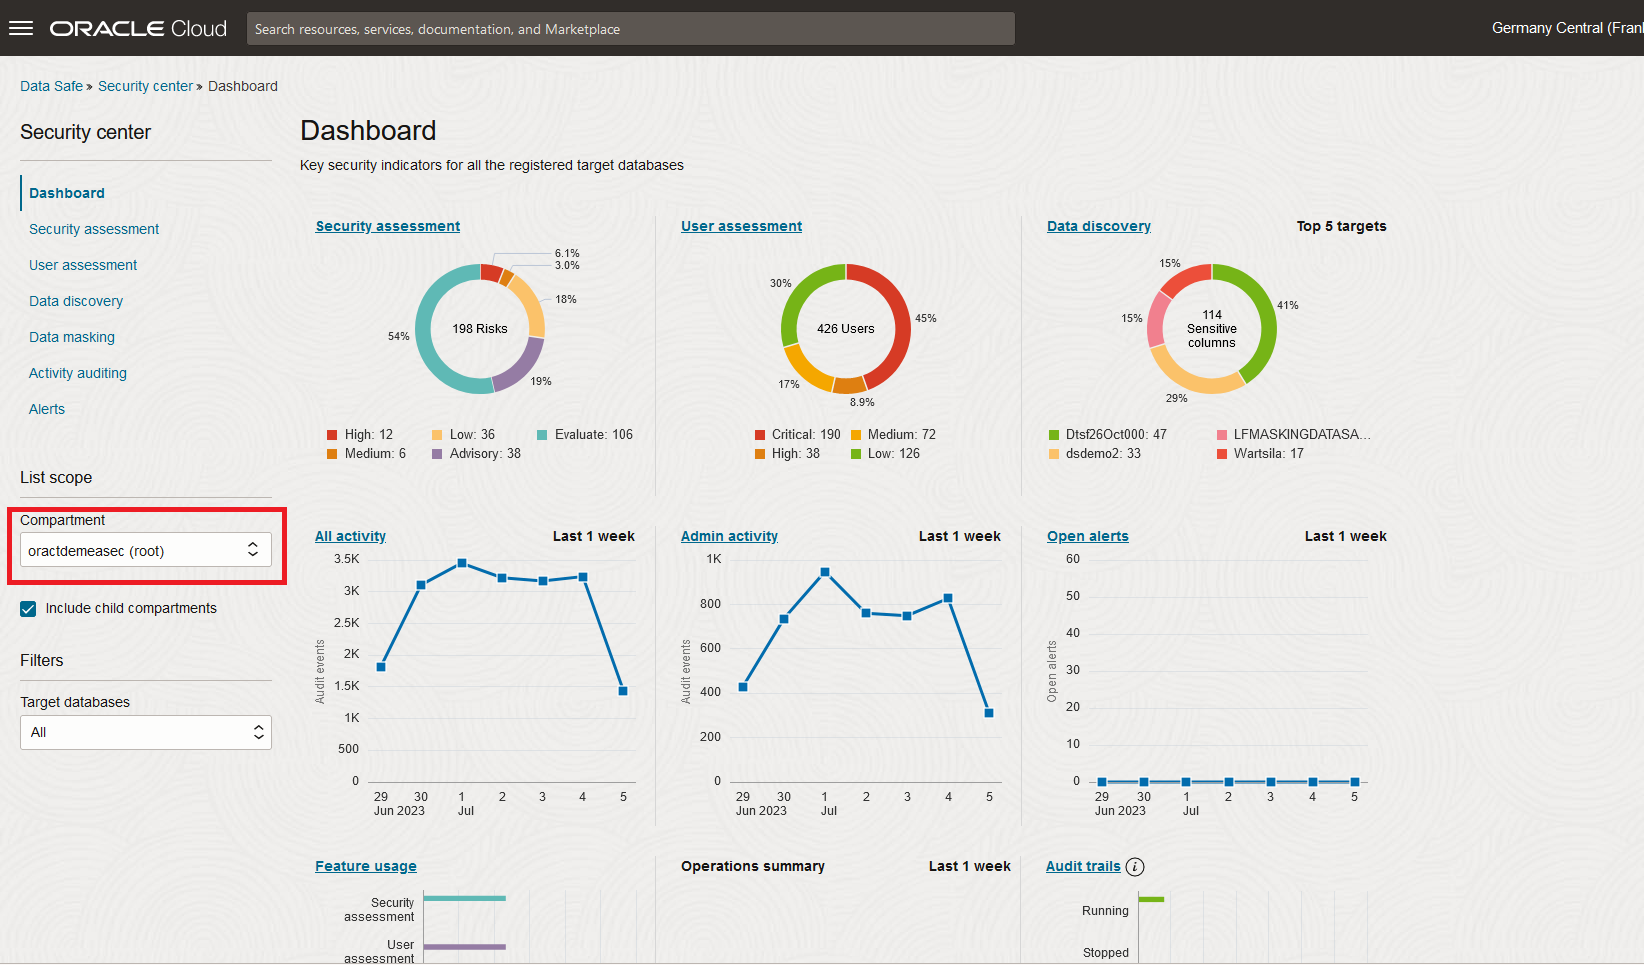 ORACLE Cloud
Search resources, services, documentation, and Marketplace
Germany Central (Frank
Data Safe » Security center » Dashboard
Security center
Dashboard
Security assessment
User assessment
Data discovery
Data masking
Activity auditing
Alerts
List scope
Compartment
oractdemeasec (root)
Include child compartments
Filters
Target databases
All
Dashboard
Key security indicators for all the registered target databases
Security assessment
6.1%
3.0%
18%
54%
198 Risks
19%
High: 12
Low: 36
Evaluate: 106
Medium: 6
Advisory: 38
User assessment
30%
45%
426 Users
17%
8.9%
Critical: 190
Medium: 72
High: 38
Low: 126
Data discovery
Top 5 targets
15%
41%
15%
114
Sensitive
columns
29%
Dtsf26Oct000: 47
LFMASKINGDATASA...
dsdemo2: 33
Wartsila: 17
All activity
Last 1 week
3.5K
3K
2.5K
2K
1.5K
1K
500
0
Audit events
29 30 1 2 3 4 5
Jun 2023 Jul
Admin activity
Last 1 week
1K
800
600
400
200
0
Audit events
29 30 1 2 3 4 5
Jun 2023 Jul
Open alerts
Last 1 week
60
50
40
30
20
10
0
Open alerts
29 30 1 2 3 4 5
Jun 2023 Jul
Feature usage
Security
assessment
User
assessment
Operations summary
Last 1 week
Audit trails i
Running
Stopped